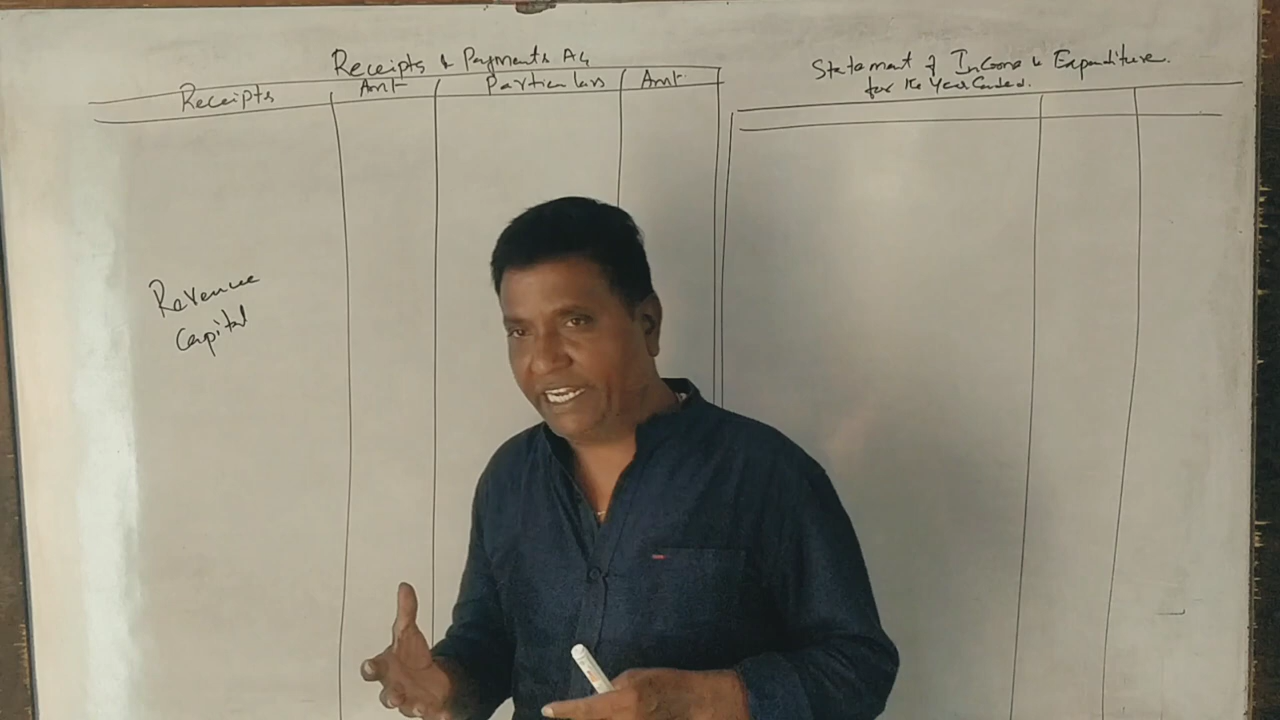 Receipts & Payments A/c
Receipts Amt Particulars Amt
Revenue
Capital
Statement of Income & Expenditure
for the Year Ended.